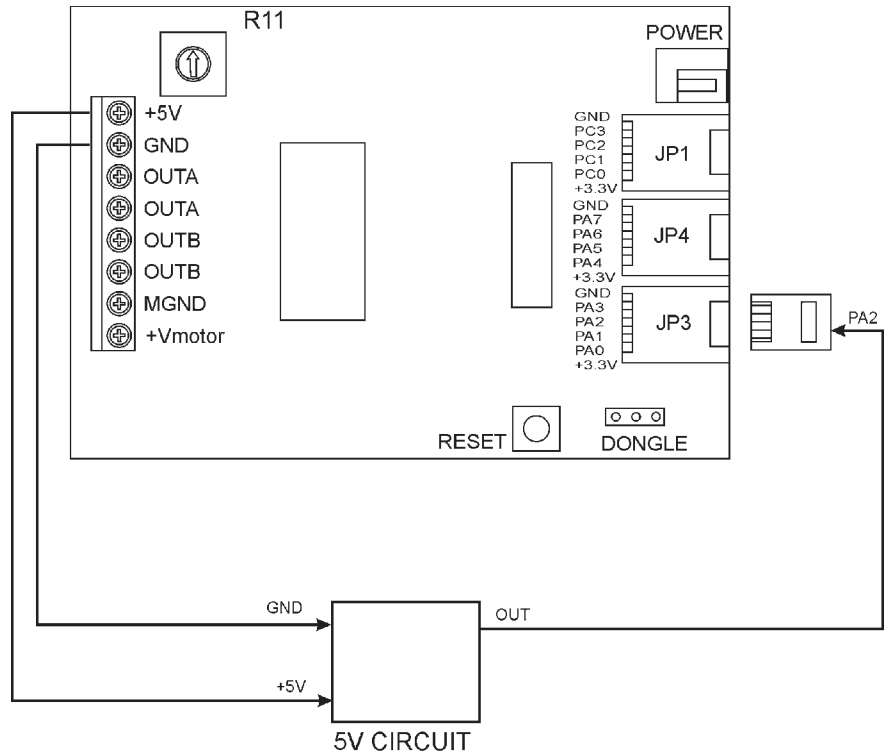 R11
POWER
+5V
GND
OUTA
OUTA
OUTB
OUTB
MGND
+Vmotor
GND
PC3
PC2
PC1
PC0
+3.3V
JP1
GND
PA7
PA6
PA5
PA4
+3.3V
JP4
GND
PA3
PA2
PA1
PA0
+3.3V
JP3
PA2
RESET
DONGLE
GND
OUT
+5V
5V CIRCUIT